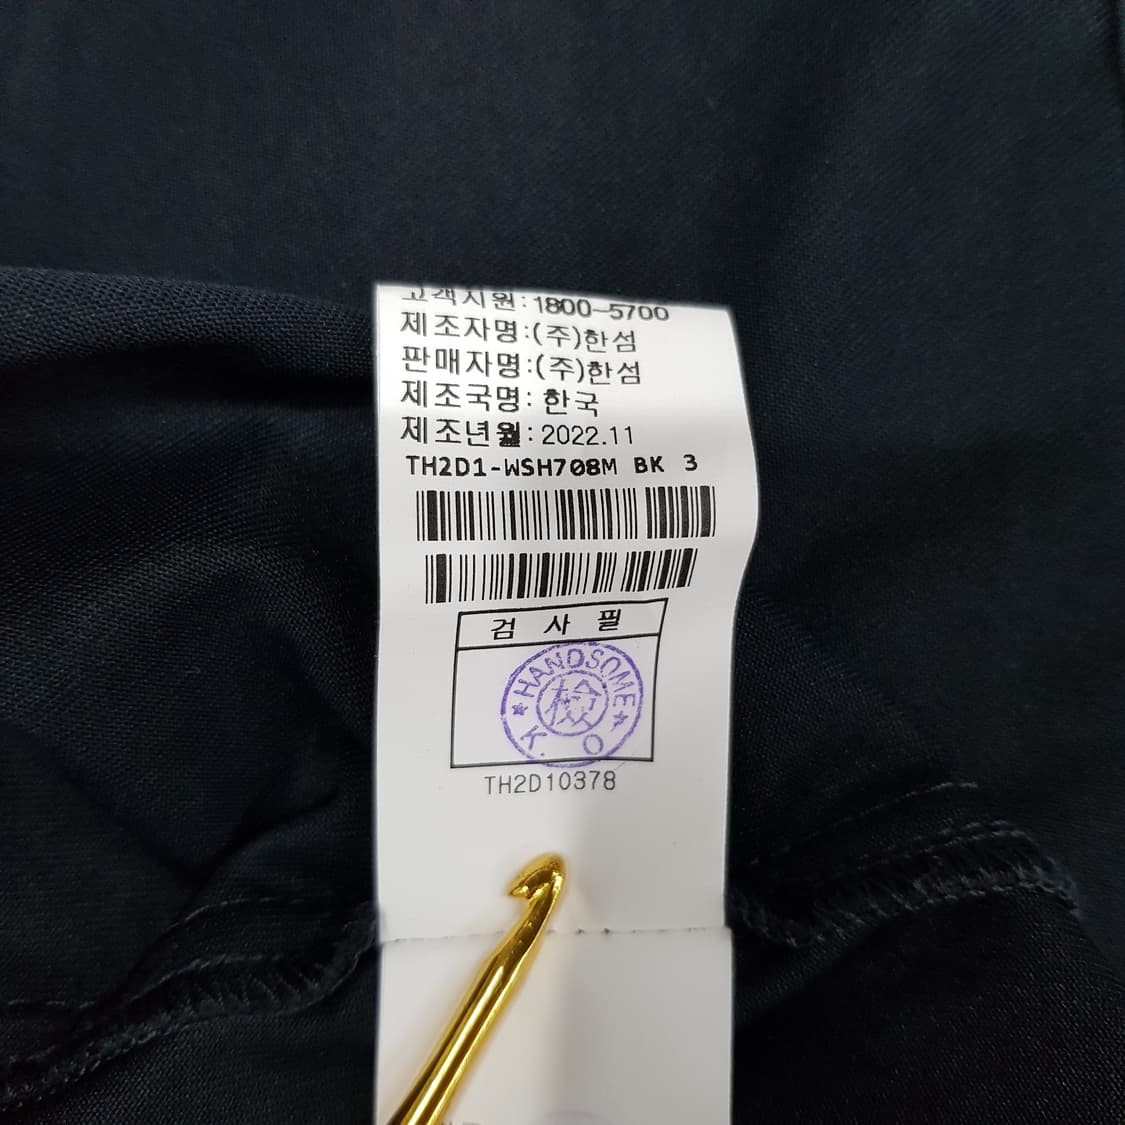 고객지원:1800-5700
제조자명:(주)한섬
판매자명:(주)한섬
제조국명: 한국
제조년월: 2022.11
TH2D1-WSH708M BK 3
검 사 필
★ HANDSOME ★
檢
K. O
TH2D10378